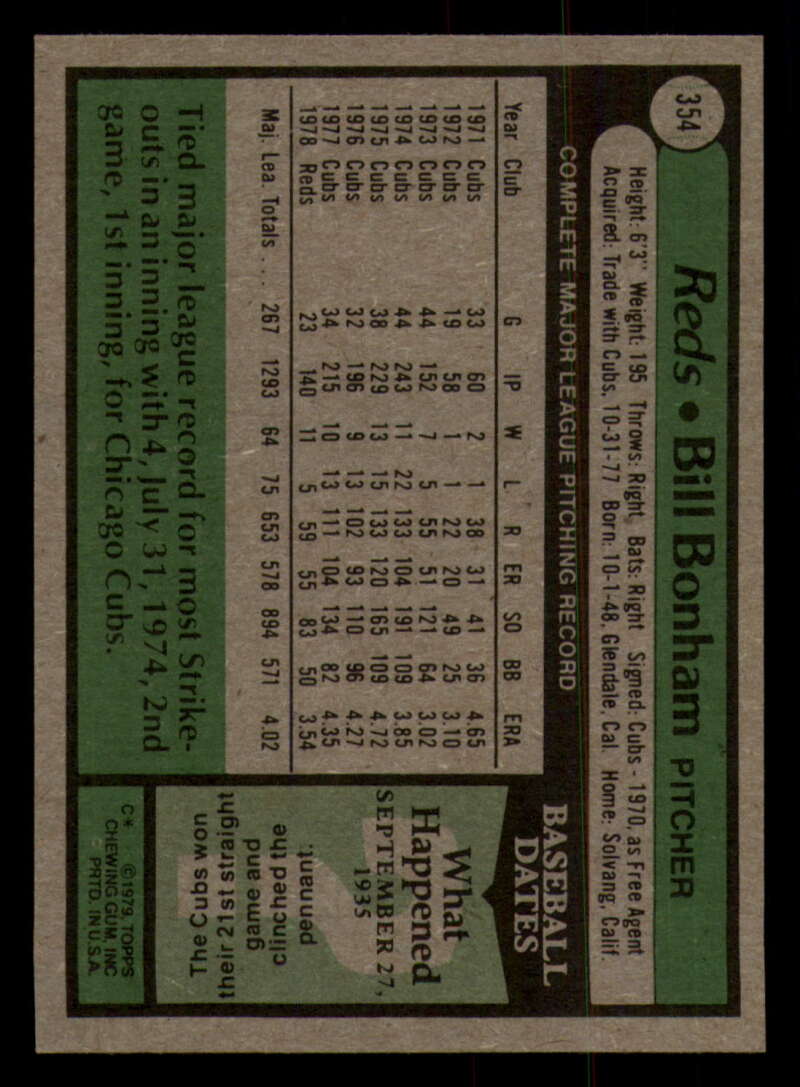 354
Reds • Bill Bonham PITCHER
Height: 6'3" Weight: 195 Throws: Right Bats: Right Signed: Cubs - 1970, as Free Agent
Acquired: Trade with Cubs, 10-31-77 Born: 10-1-48, Glendale, Cal. Home: Solvang, Calif.
COMPLETE MAJOR LEAGUE PITCHING RECORD
Year Club G IP W L R ER SO BB ERA
1971 Cubs 33 60 2 1 38 31 41 36 4.65
1972 Cubs 19 58 1 1 22 20 49 25 3.10
1973 Cubs 44 152 7 5 55 51 121 64 3.02
1974 Cubs 44 243 11 22 133 104 191 109 3.85
1975 Cubs 38 229 13 15 133 120 165 109 4.72
1976 Cubs 32 196 9 13 102 93 110 96 4.27
1977 Cubs 34 215 10 13 111 104 134 82 4.35
1978 Reds 23 140 11 5 59 55 83 50 3.54
Maj. Lea. Totals . . . 267 1293 64 75 653 578 894 571 4.02
Tied major league record for most Strike-
outs in an inning with 4, July 31, 1974, 2nd
game, 1st inning, for Chicago Cubs.
BASEBALL
DATES
What
Happened
SEPTEMBER 27,
1935
The Cubs won
their 21st straight
game and
clinched the
pennant.
C* ©1979, TOPPS
CHEWING GUM, INC
PRTD. IN U.S.A.